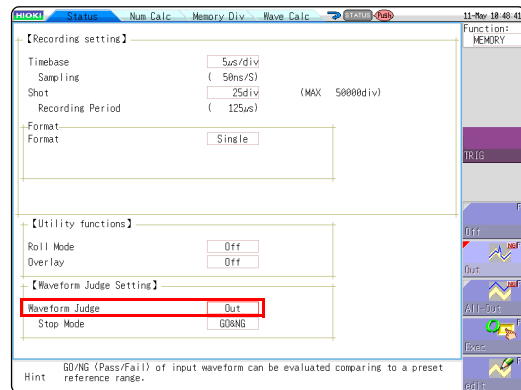 HIOKI Status Num Calc Memory Div Wave Calc STATUS Push 11-May 10:48:41
Function:
MEMORY
【Recording setting】
Timebase 5µs/div
Sampling ( 50ns/S)
Shot 25div (MAX 50000div)
Recording Period ( 125µs)
Format
Format Single
TRIG
【Utility functions】
Roll Mode Off
Overlay Off
【Waveform Judge Setting】
Waveform Judge Out
Stop Mode GO&NG
Off
Out
All-Out
Exec
edit
Hint GO/NG (Pass/Fail) of input waveform can be evaluated comparing to a preset
reference range.